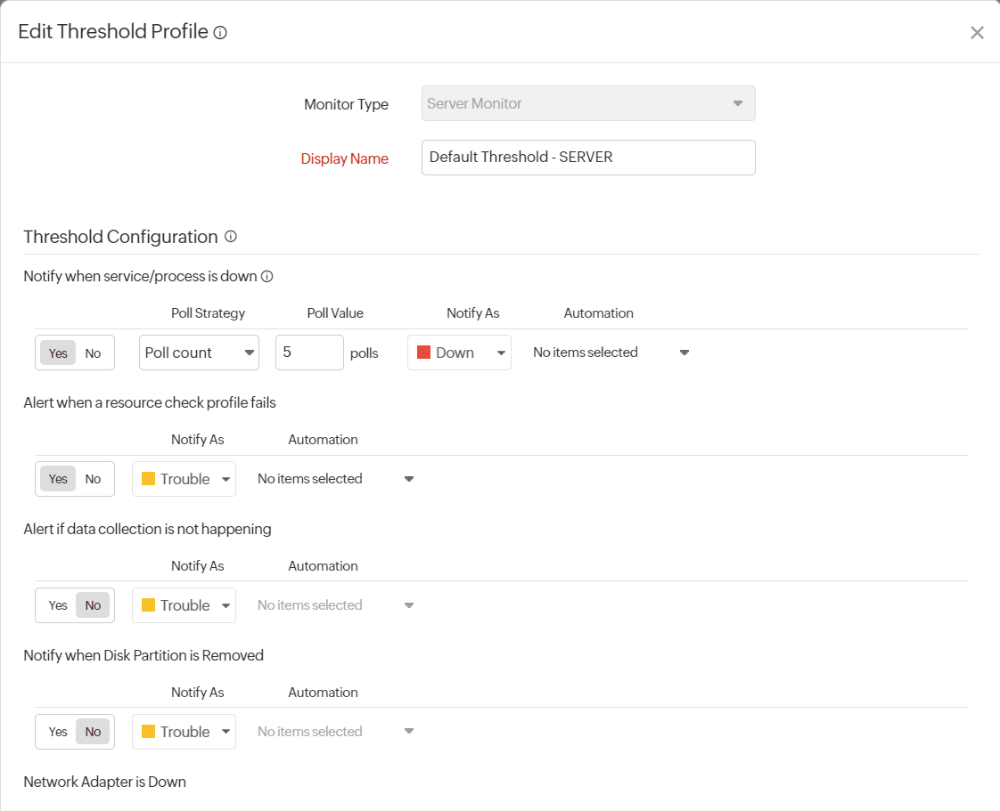 Edit Threshold Profile
Monitor Type Server Monitor
Display Name Default Threshold - SERVER
Threshold Configuration
Notify when service/process is down
Poll Strategy Poll Value Notify As Automation
Yes No Poll count 5 polls Down No items selected
Alert when a resource check profile fails
Notify As Automation
Yes No Trouble No items selected
Alert if data collection is not happening
Notify As Automation
Yes No Trouble No items selected
Notify when Disk Partition is Removed
Notify As Automation
Yes No Trouble No items selected
Network Adapter is Down